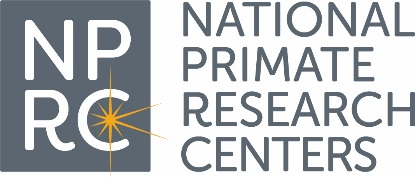 NP
RC
NATIONAL
PRIMATE
RESEARCH
CENTERS